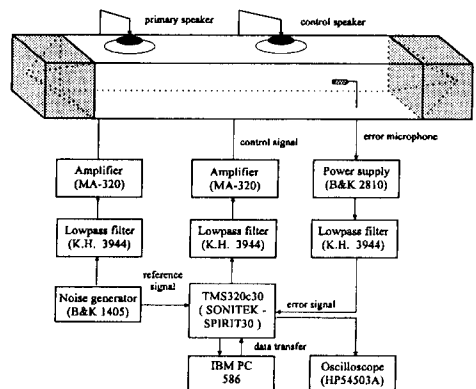 primary speaker
control speaker
control signal
error microphone
Amplifier
(MA-320)
Amplifier
(MA-320)
Power supply
(B&K 2810)
Lowpass filter
(K.H. 3944)
Lowpass filter
(K.H. 3944)
Lowpass filter
(K.H. 3944)
reference
signal
Noise generator
(B&K 1405)
TMS320c30
( SONITEK -
SPIRIT30 )
error signal
data transfer
IBM PC
586
Oscilloscope
(HP54503A)